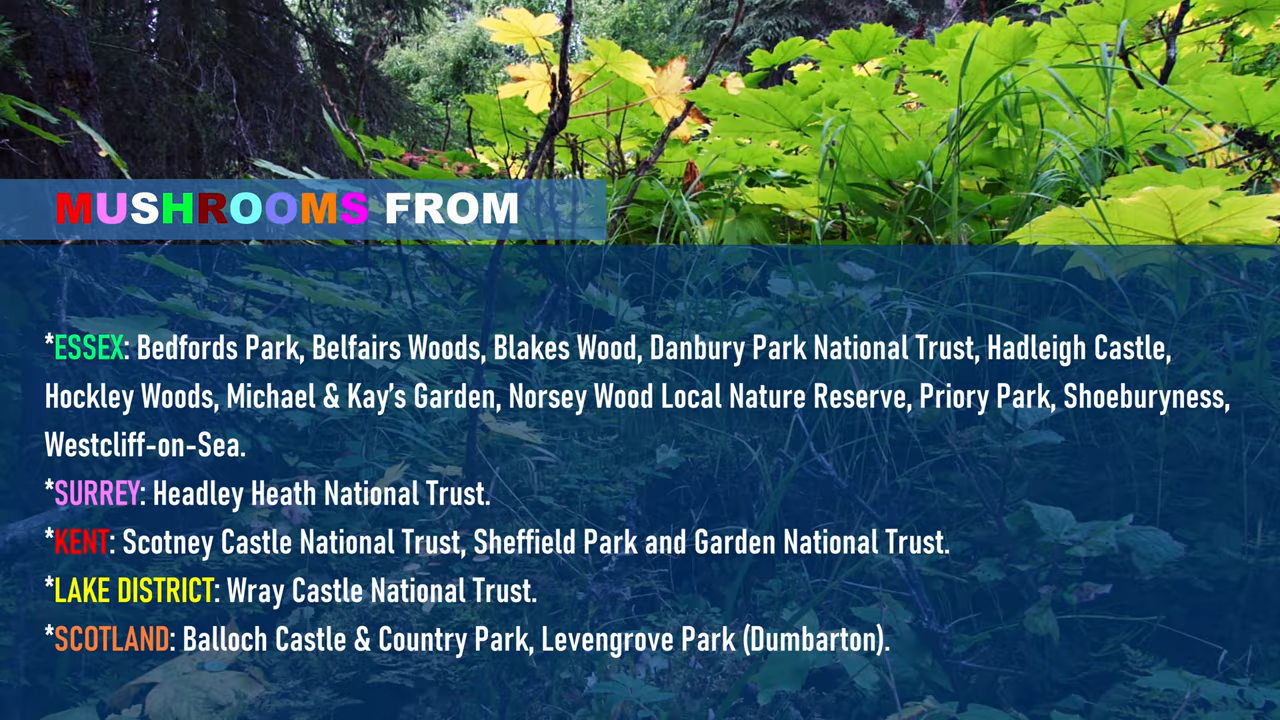 MUSHROOMS FROM
*ESSEX: Bedfords Park, Belfairs Woods, Blakes Wood, Danbury Park National Trust, Hadleigh Castle,
Hockley Woods, Michael & Kay’s Garden, Norsey Wood Local Nature Reserve, Priory Park, Shoeburyness,
Westcliff-on-Sea.
*SURREY: Headley Heath National Trust.
*KENT: Scotney Castle National Trust, Sheffield Park and Garden National Trust.
*LAKE DISTRICT: Wray Castle National Trust.
*SCOTLAND: Balloch Castle & Country Park, Levengrove Park (Dumbarton).